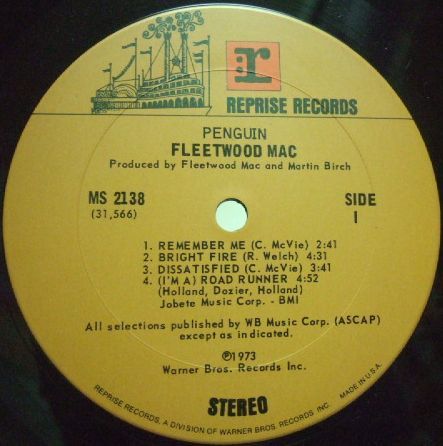 r
REPRISE RECORDS
PENGUIN
FLEETWOOD MAC
Produced by Fleetwood Mac and Martin Birch
MS 2138
(31,566)
SIDE
1
1. REMEMBER ME (C. McVie) 2:41
2. BRIGHT FIRE (R. Welch) 4:31
3. DISSATISFIED (C. McVie) 3:41
4. (I'M A) ROAD RUNNER 4:52
(Holland, Dozier, Holland)
Jobete Music Corp. - BMI
All selections published by WB Music Corp. (ASCAP)
except as indicated.
℗1973
Warner Bros. Records Inc.
STEREO
REPRISE RECORDS, A DIVISION OF WARNER BROS. RECORDS INC. MADE IN U.S.A.